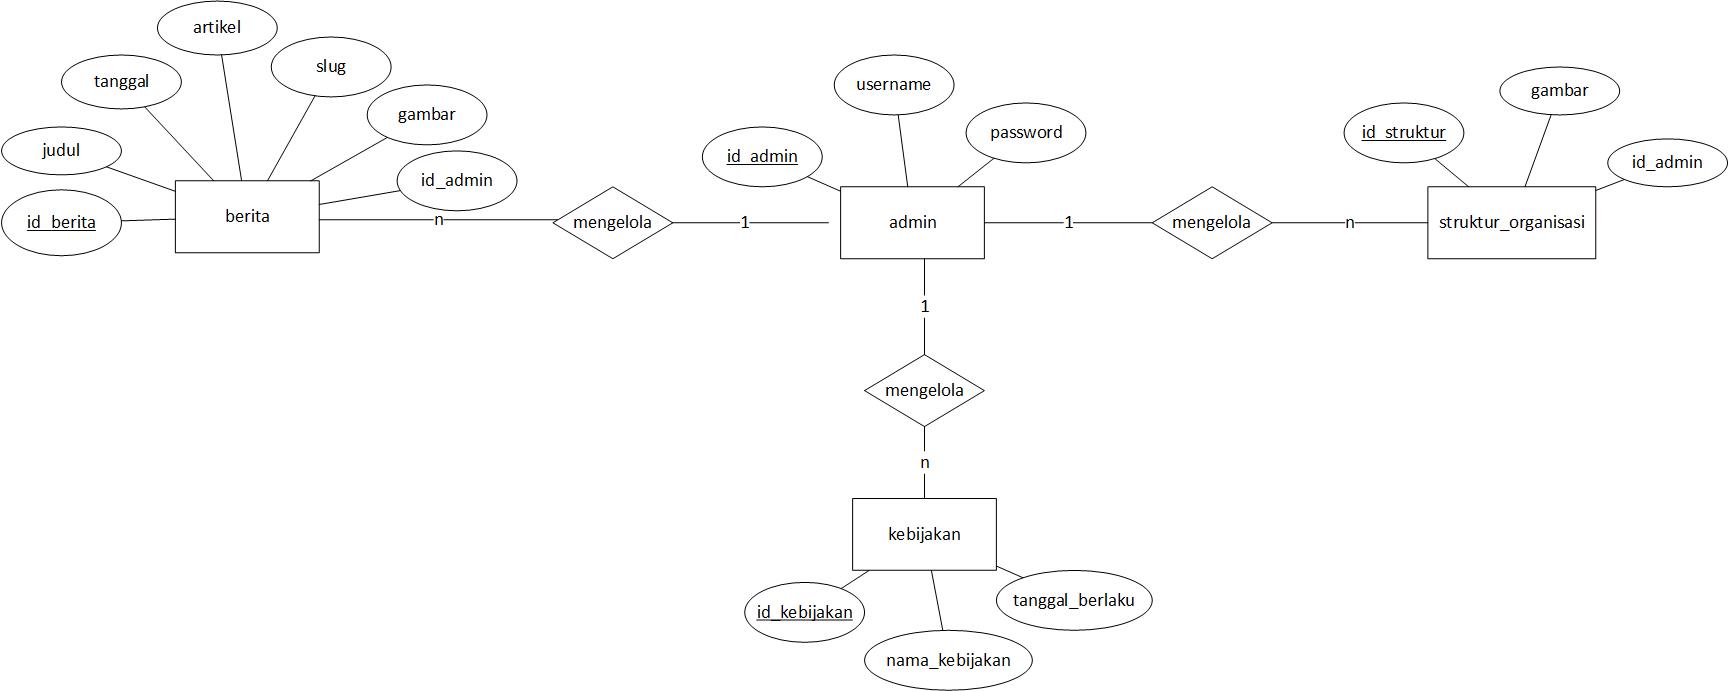 artikel
slug
tanggal
gambar
judul
id_admin
id_berita
berita
n
mengelola
1
username
password
id_admin
admin
1
mengelola
n
gambar
id_struktur
id_admin
struktur_organisasi
1
mengelola
n
kebijakan
id_kebijakan
tanggal_berlaku
nama_kebijakan